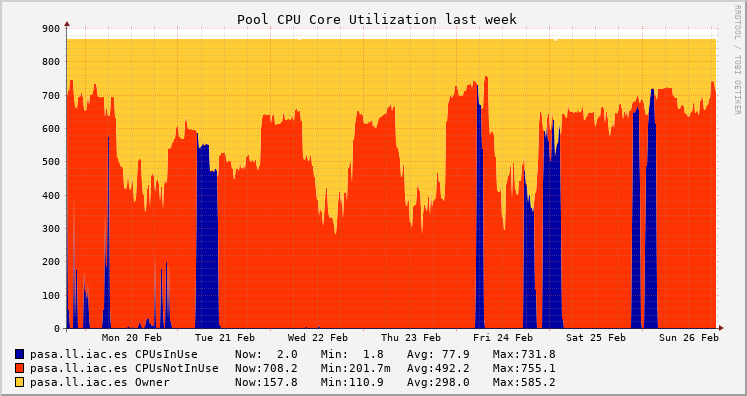 Pool CPU Core Utilization last week
RRDTOOL / TOBI OETIKER
900
800
700
600
500
400
300
200
100
0
Mon 20 Feb Tue 21 Feb Wed 22 Feb Thu 23 Feb Fri 24 Feb Sat 25 Feb Sun 26 Feb
pasa.ll.iac.es CPUsInUse Now: 2.0 Min: 1.8 Avg: 77.9 Max:731.8
pasa.ll.iac.es CPUsNotInUse Now:708.2 Min:201.7m Avg:492.2 Max:755.1
pasa.ll.iac.es Owner Now:157.8 Min:110.9 Avg:298.0 Max:585.2